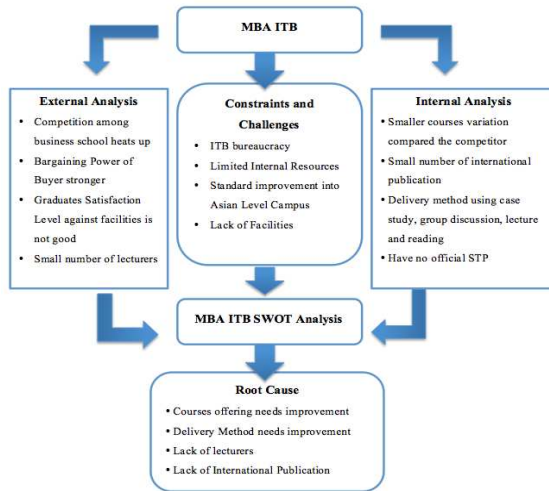 MBA ITB
External Analysis
• Competition among
business school heats up
• Bargaining Power of
Buyer stronger
• Graduates Satisfaction
Level against facilities is
not good
• Small number of lecturers
Constraints and
Challenges
• ITB bureaucracy
• Limited Internal Resources
• Standard improvement into
Asian Level Campus
• Lack of Facilities
Internal Analysis
• Smaller courses variation
compared the competitor
• Small number of international
publication
• Delivery method using case
study, group discussion, lecture
and reading
• Have no official STP
MBA ITB SWOT Analysis
Root Cause
• Courses offering needs improvement
• Delivery Method needs improvement
• Lack of lecturers
• Lack of International Publication